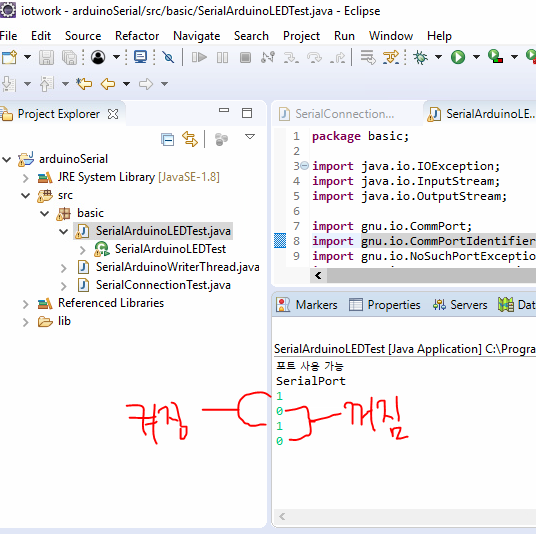 iotwork - arduinoSerial/src/basic/SerialArduinoLEDTest.java - Eclipse
File Edit Source Refactor Navigate Search Project Run Window Help
Project Explorer
arduinoSerial
JRE System Library [JavaSE-1.8]
src
basic
SerialArduinoLEDTest.java
SerialArduinoLEDTest
SerialArduinoWriterThread.java
SerialConnectionTest.java
Referenced Libraries
lib
SerialConnection...
SerialArduinoLE...
1 package basic;
2
3 import java.io.IOException;
4 import java.io.InputStream;
5 import java.io.OutputStream;
6
7 import gnu.io.CommPort;
8 import gnu.io.CommPortIdentifier
9 import gnu.io.NoSuchPortException
Markers Properties Servers Dat
SerialArduinoLEDTest [Java Application] C:\Progra
포트 사용 가능
SerialPort
1
0
1
0
켜짐
꺼짐